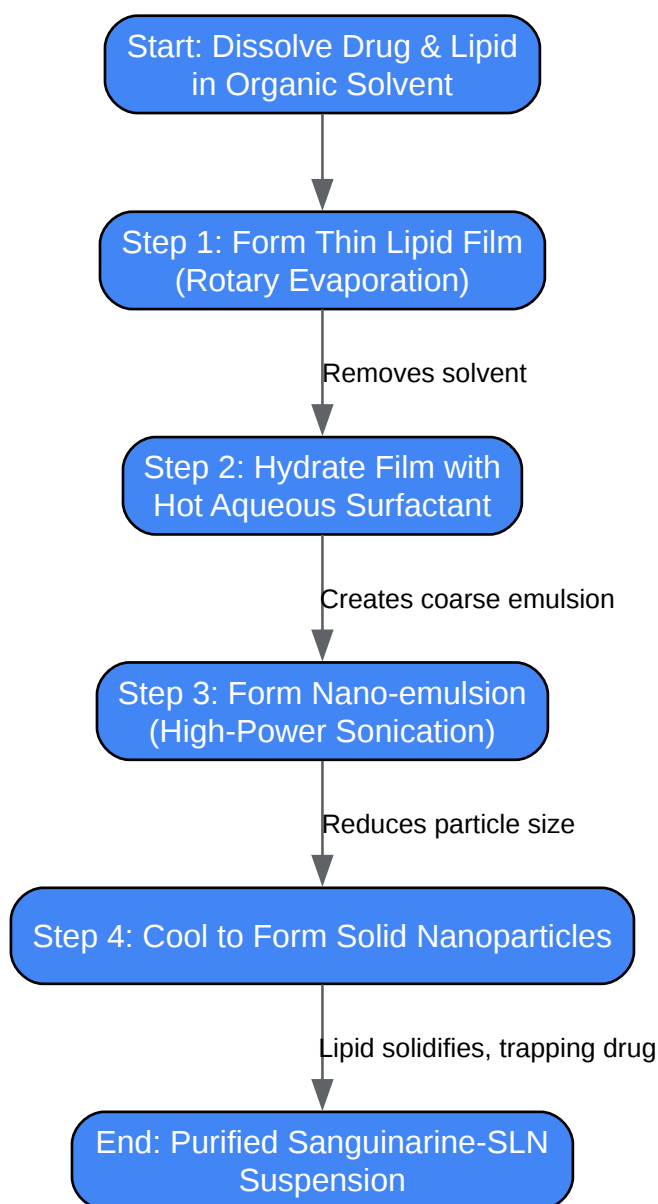 Start: Dissolve Drug & Lipid
in Organic Solvent
Step 1: Form Thin Lipid Film
(Rotary Evaporation)
Removes solvent
Step 2: Hydrate Film with
Hot Aqueous Surfactant
Creates coarse emulsion
Step 3: Form Nano-emulsion
(High-Power Sonication)
Reduces particle size
Step 4: Cool to Form Solid Nanoparticles
Lipid solidifies, trapping drug
End: Purified Sanguinarine-SLN
Suspension